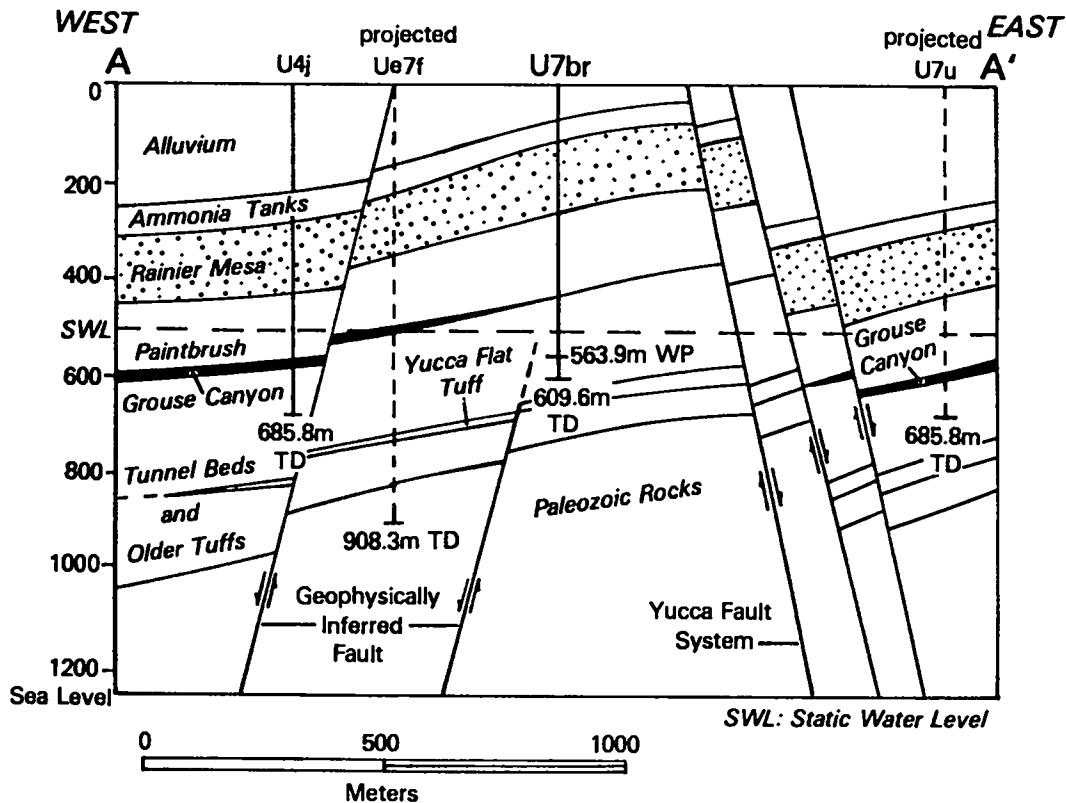 WEST
EAST
A
U4j
projected
Ue7f
U7br
projected
U7u
A'
0
200
400
SWL
600
800
1000
1200
Sea Level
Alluvium
Ammonia Tanks
Rainier Mesa
Paintbrush
Grouse Canyon
685.8m
TD
Tunnel Beds
and
Older Tuffs
Yucca Flat
Tuff
563.9m WP
609.6m
TD
908.3m TD
Geophysically
Inferred
Fault
Paleozoic Rocks
Yucca Fault
System
Grouse
Canyon
685.8m
TD
SWL: Static Water Level
0
500
1000
Meters